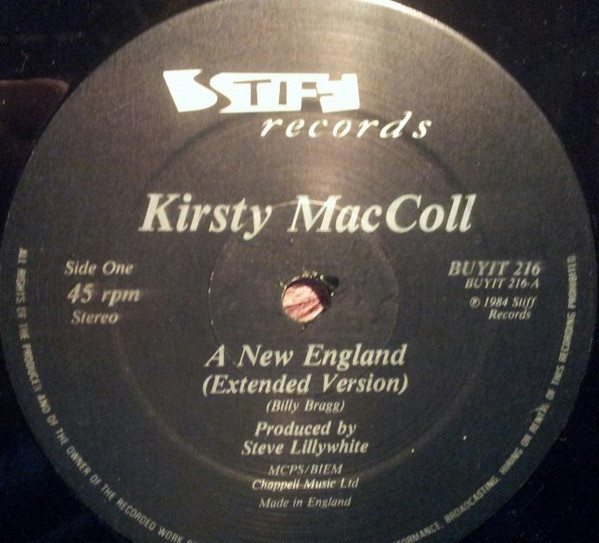 STIFF
records
Kirsty MacColl
Side One
45 rpm
Stereo
BUYIT 216
BUYIT 216-A
℗ 1984 Stiff
Records
A New England
(Extended Version)
(Billy Bragg)
Produced by
Steve Lillywhite
MCPS/BIEM
Chappell Music Ltd
Made in England
ALL RIGHTS OF THE PRODUCER AND OF THE OWNER OF THE RECORDED WORK RE
FORMANCE, BROADCASTING, HIRING OR RENTAL OF THIS RECORDING PROHIBITED.